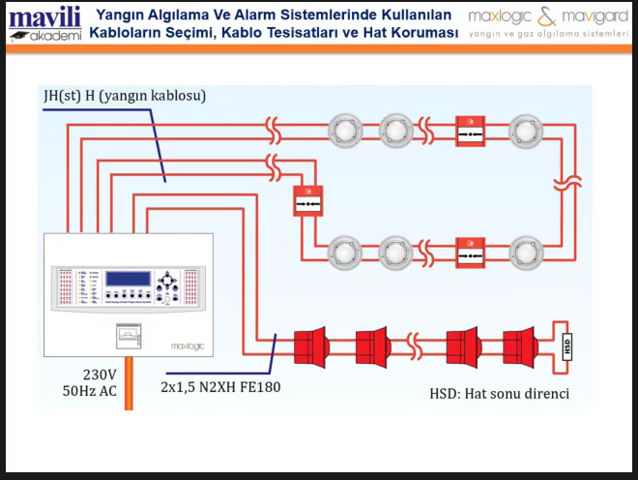 mavili
akademi
Yangın Algılama Ve Alarm Sistemlerinde Kullanılan
Kabloların Seçimi, Kablo Tesisatları ve Hat Koruması
maxlogic & mavigard
yangın ve gaz algılama sistemleri
JH(st) H (yangın kablosu)
maxlogic
230V
50Hz AC
2x1,5 N2XH FE180
HSD
HSD: Hat sonu direnci